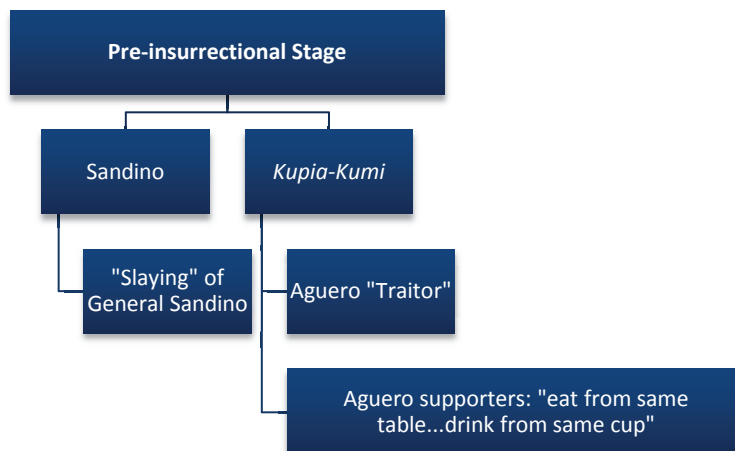 Pre-insurrectional Stage
Sandino
Kupia-Kumi
"Slaying" of
General Sandino
Aguero "Traitor"
Aguero supporters: "eat from same
table...drink from same cup"